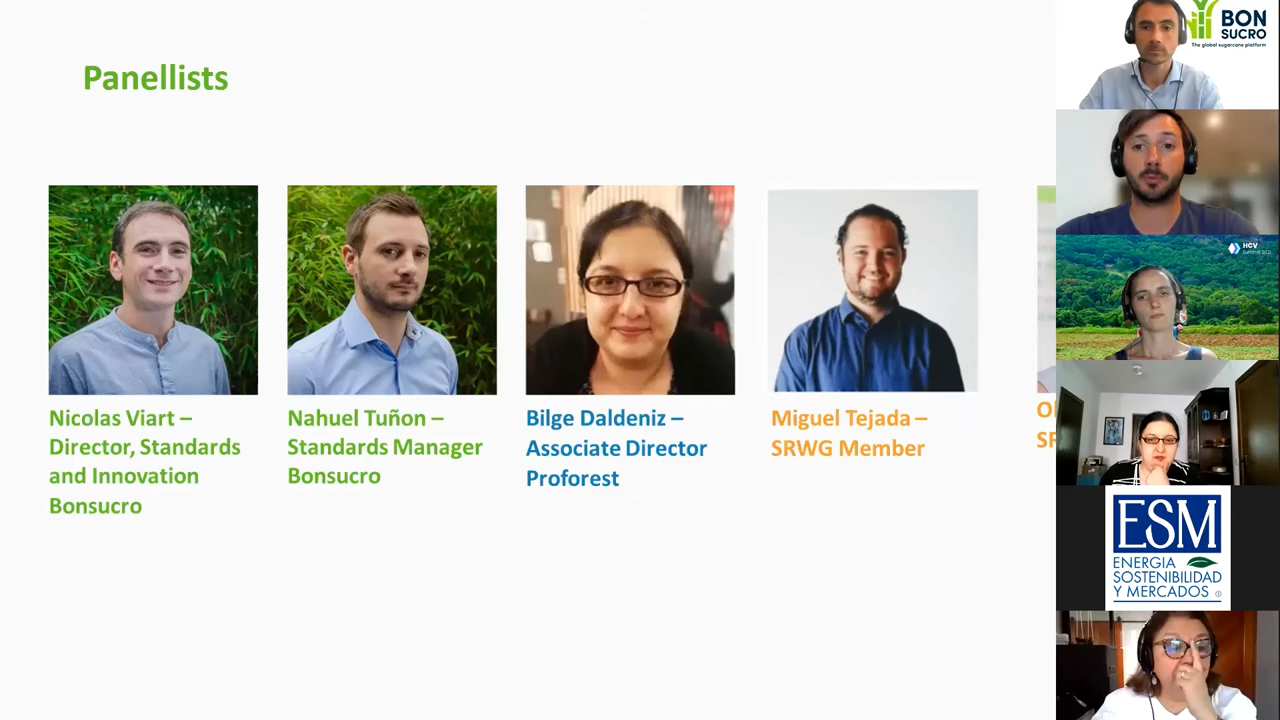 Panellists
Nicolas Viart –
Director, Standards
and Innovation
Bonsucro
Nahuel Tuñon –
Standards Manager
Bonsucro
Bilge Daldeniz –
Associate Director
Proforest
Miguel Tejada –
SRWG Member
BON
SUCRO
The global sugarcane platform
HCV
ESM
ENERGIA
SOSTENIBILIDAD
Y MERCADOS